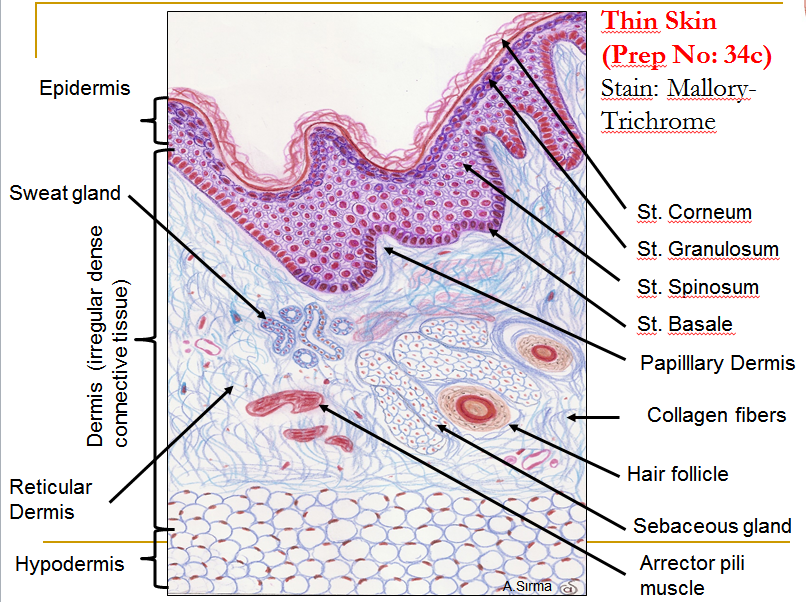 Thin Skin
(Prep No: 34c)
Stain: Mallory-
Trichrome
Epidermis
Sweat gland
Dermis (irregular dense
connective tissue)
Reticular
Dermis
Hypodermis
St. Corneum
St. Granulosum
St. Spinosum
St. Basale
Papillary Dermis
Collagen fibers
Hair follicle
Sebaceous gland
Arrector pili
muscle
A.Sirma